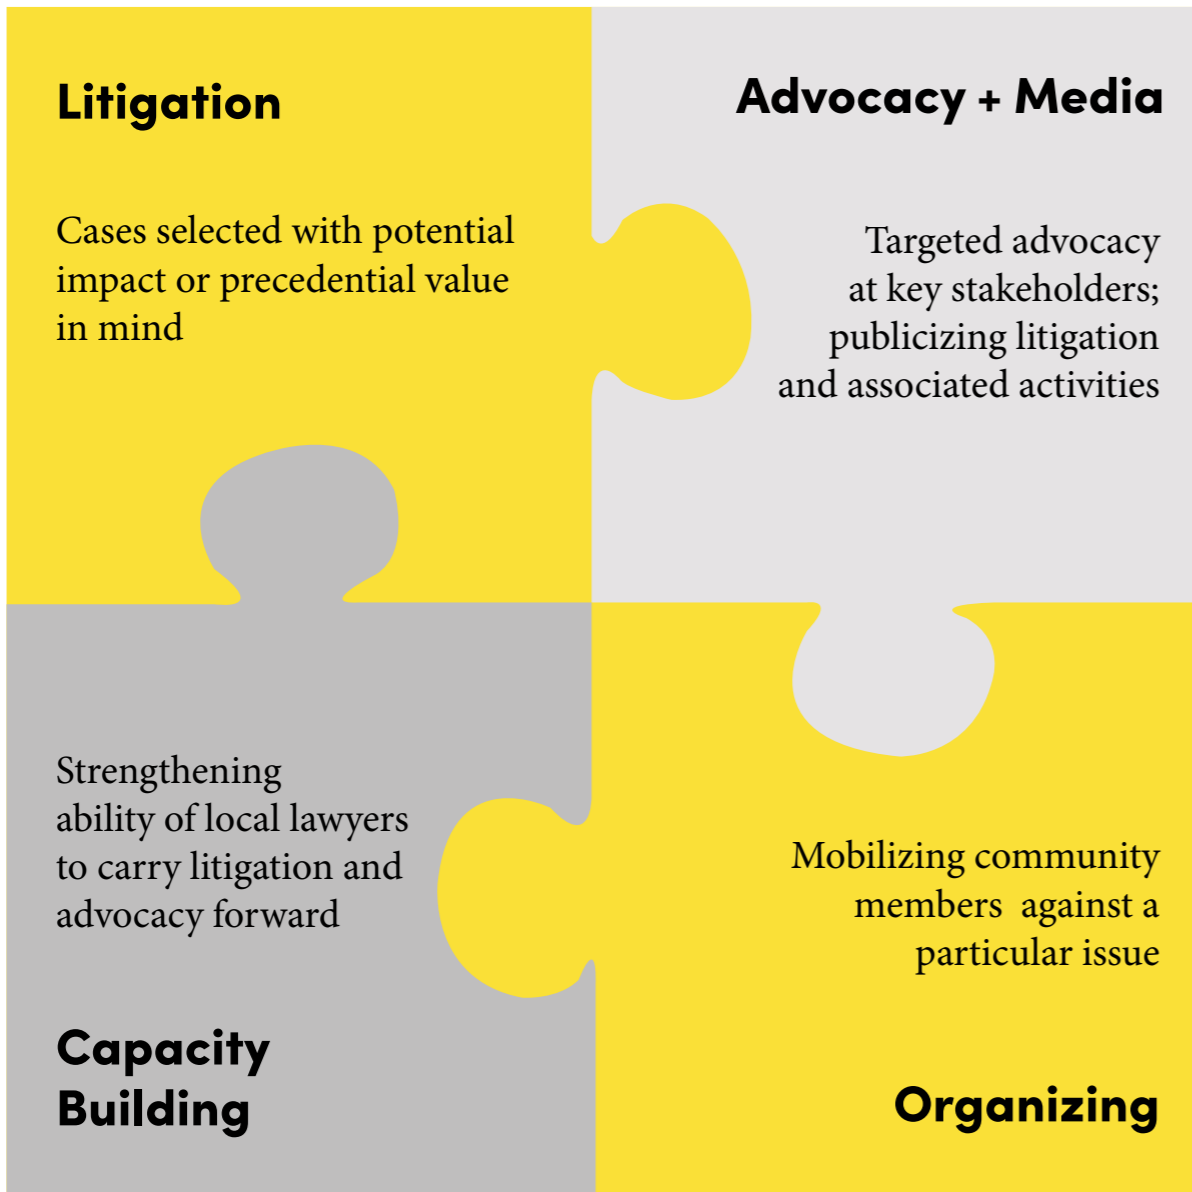 Litigation
Cases selected with potential
impact or precedential value
in mind
Advocacy + Media
Targeted advocacy
at key stakeholders;
publicizing litigation
and associated activities
Strengthening
ability of local lawyers
to carry litigation and
advocacy forward
Capacity
Building
Mobilizing community
members  against a
particular issue
Organizing